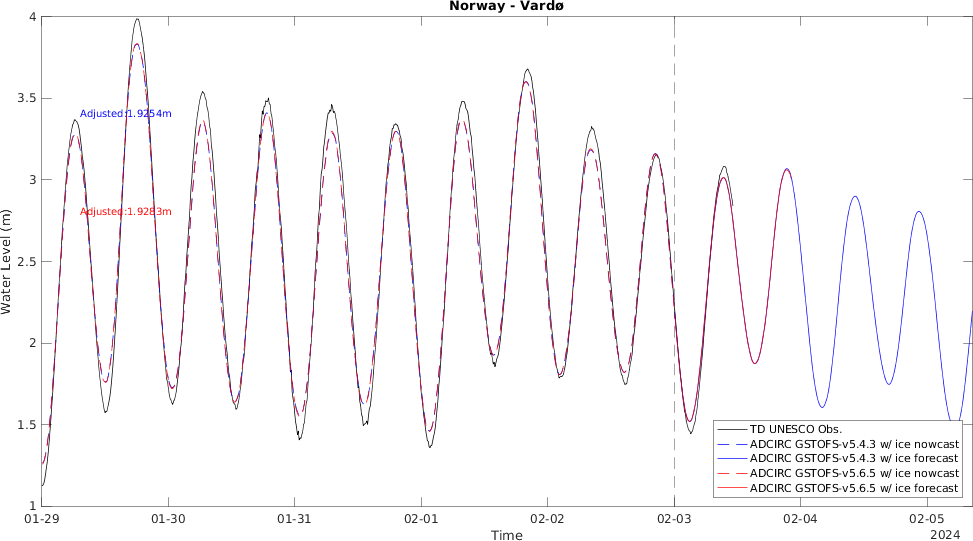 Norway - Vardø
4
3.5
3
2.5
2
1.5
1
Water Level (m)
Adjusted:1.9254m
Adjusted:1.9283m
TD UNESCO Obs.
ADCIRC GSTOFS-v5.4.3 w/ ice nowcast
ADCIRC GSTOFS-v5.4.3 w/ ice forecast
ADCIRC GSTOFS-v5.6.5 w/ ice nowcast
ADCIRC GSTOFS-v5.6.5 w/ ice forecast
01-29 01-30 01-31 02-01 02-02 02-03 02-04 02-05
Time
2024